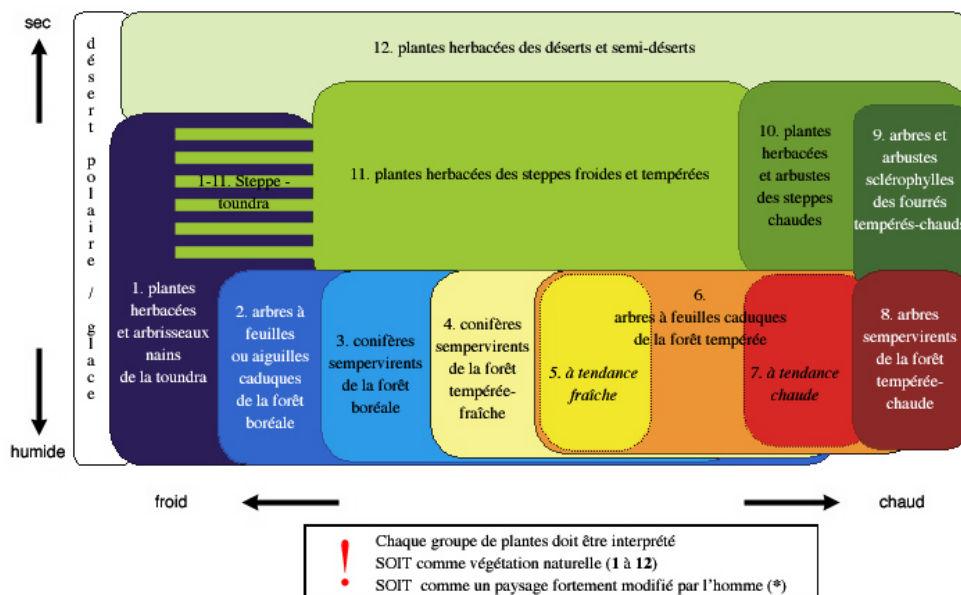 sec
humide
désert polaire / glace
12. plantes herbacées des déserts et semi-déserts
1-11. Steppe -
toundra
11. plantes herbacées des steppes froides et tempérées
10. plantes
herbacées
et arbustes
des steppes
chaudes
9. arbres et
arbustes
sclérophylles
des fourrés
tempérés-chauds
1. plantes
herbacées
et arbrisseaux
nains
de la toundra
2. arbres à
feuilles
ou aiguilles
caduques
de la forêt
boréale
3. conifères
sempervirents
de la forêt
boréale
4. conifères
sempervirents
de la forêt
tempérée-
fraîche
6.
arbres à feuilles caduques
de la forêt tempérée
5. à tendance
fraîche
7. à tendance
chaude
8. arbres
sempervirents
de la forêt
tempérée-
chaude
froid
chaud
! Chaque groupe de plantes doit être interprété
SOIT comme végétation naturelle (1 à 12)
SOIT comme un paysage fortement modifié par l'homme (*)